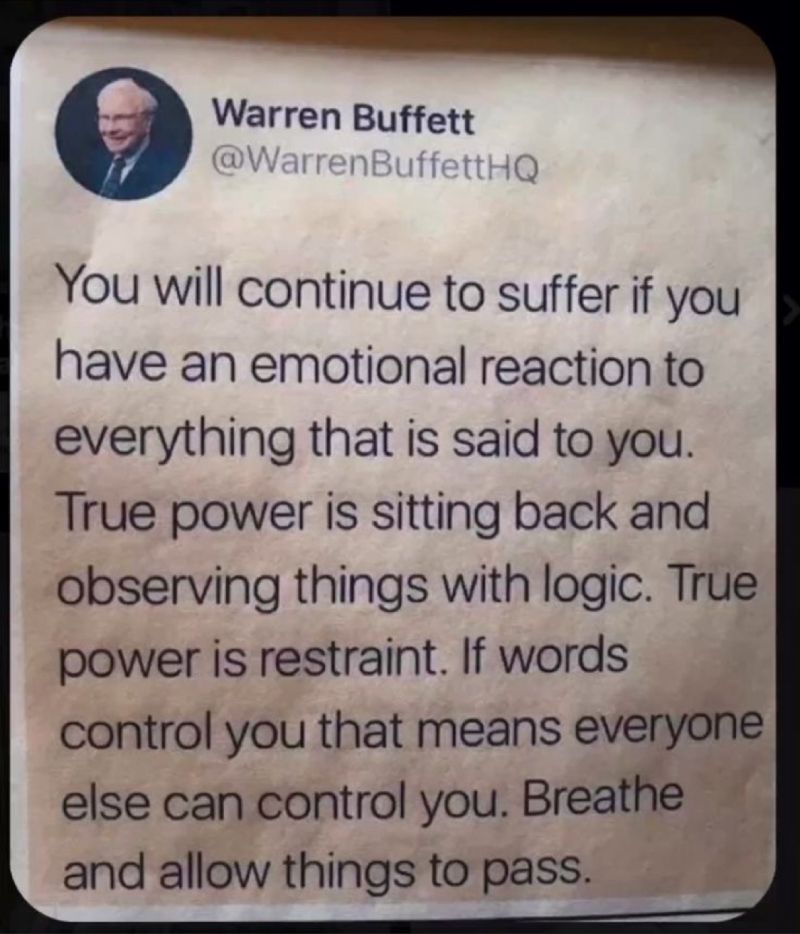 Warren Buffett
@WarrenBuffettHQ
You will continue to suffer if you
have an emotional reaction to
everything that is said to you.
True power is sitting back and
observing things with logic. True
power is restraint. If words
control you that means everyone
else can control you. Breathe
and allow things to pass.